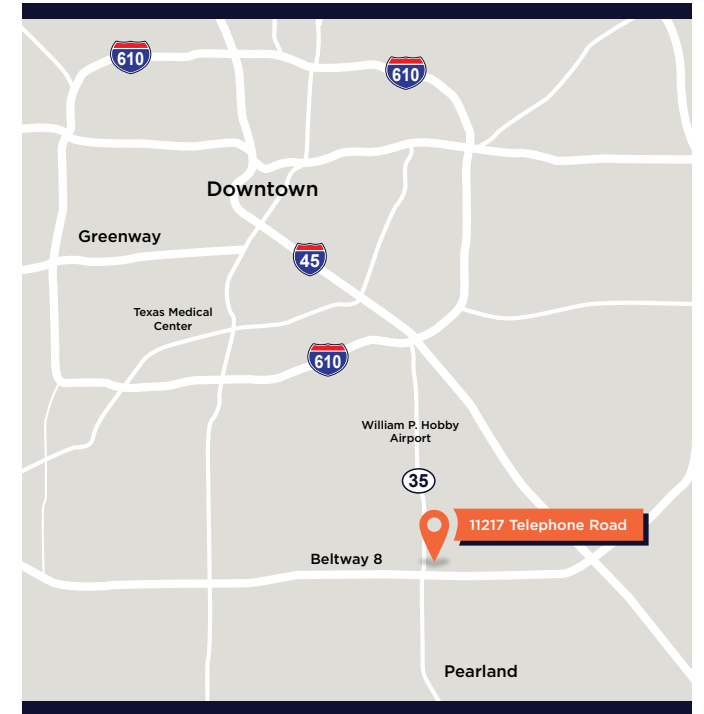 610
610
Downtown
Greenway
45
Texas Medical
Center
610
William P. Hobby
Airport
35
11217 Telephone Road
Beltway 8
Pearland